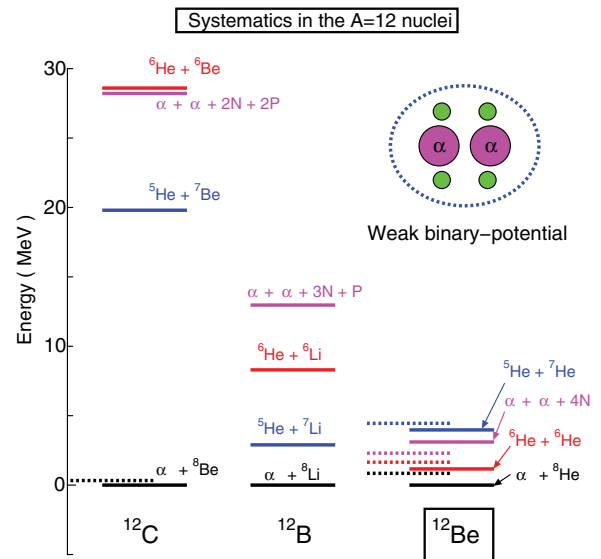 Systematics in the A=12 nuclei
Energy ( MeV )
30
20
10
0
⁶He + ⁶Be
α + α + 2N + 2P
⁵He + ⁷Be
α + ⁸Be
¹²C
α + α + 3N + P
⁶He + ⁶Li
⁵He + ⁷Li
α + ⁸Li
¹²B
α α
Weak binary−potential
⁵He + ⁷He
α + α + 4N
⁶He + ⁶He
α + ⁸He
¹²Be